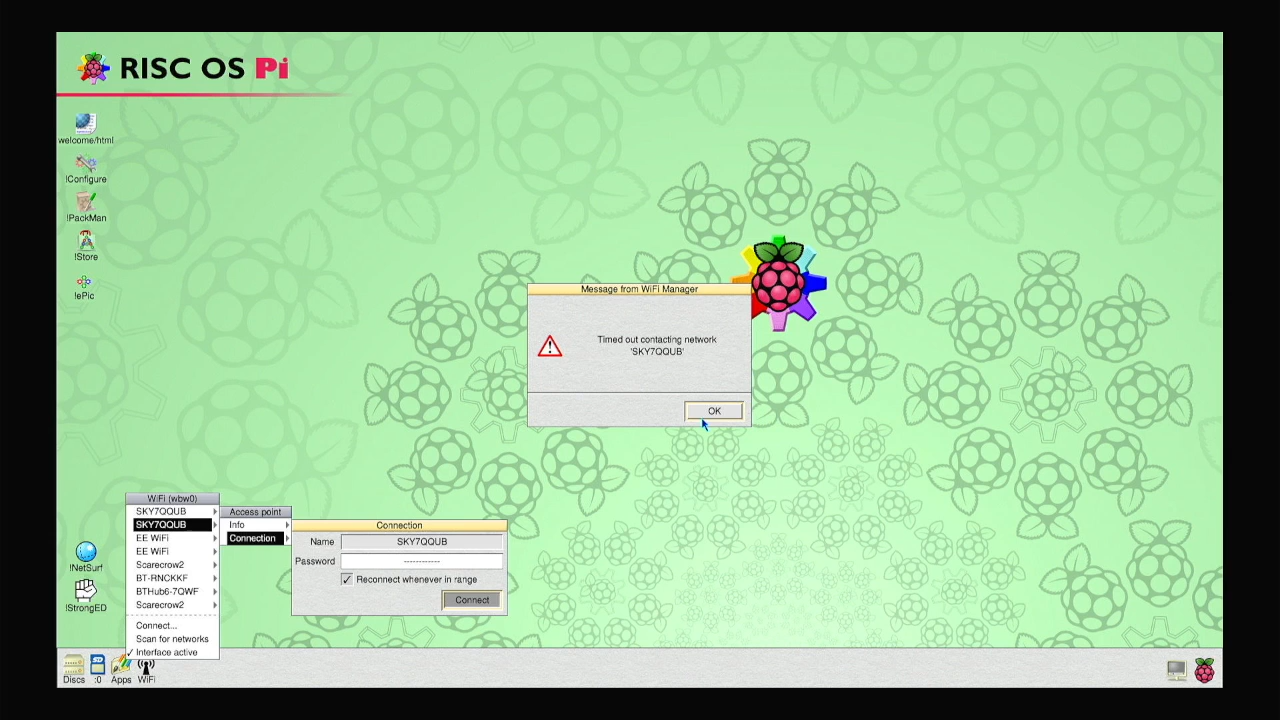 RISC OS Pi
welcome/html
!Configure
!PackMan
!Store
!ePic
Message from WiFi Manager
Timed out contacting network
'SKY7QQUB'
OK
WiFi (wbw0)
SKY7QQUB
SKY7QQUB
EE WiFi
EE WiFi
Scarecrow2
BT-RNCKKF
BTHub6-7QWF
Scarecrow2
Connect...
Scan for networks
Interface active
Access point
Info
Connection
Connection
Name SKY7QQUB
Password ------------
Reconnect whenever in range
Connect
!NetSurf
!StrongED
Discs :0 Apps WiFi